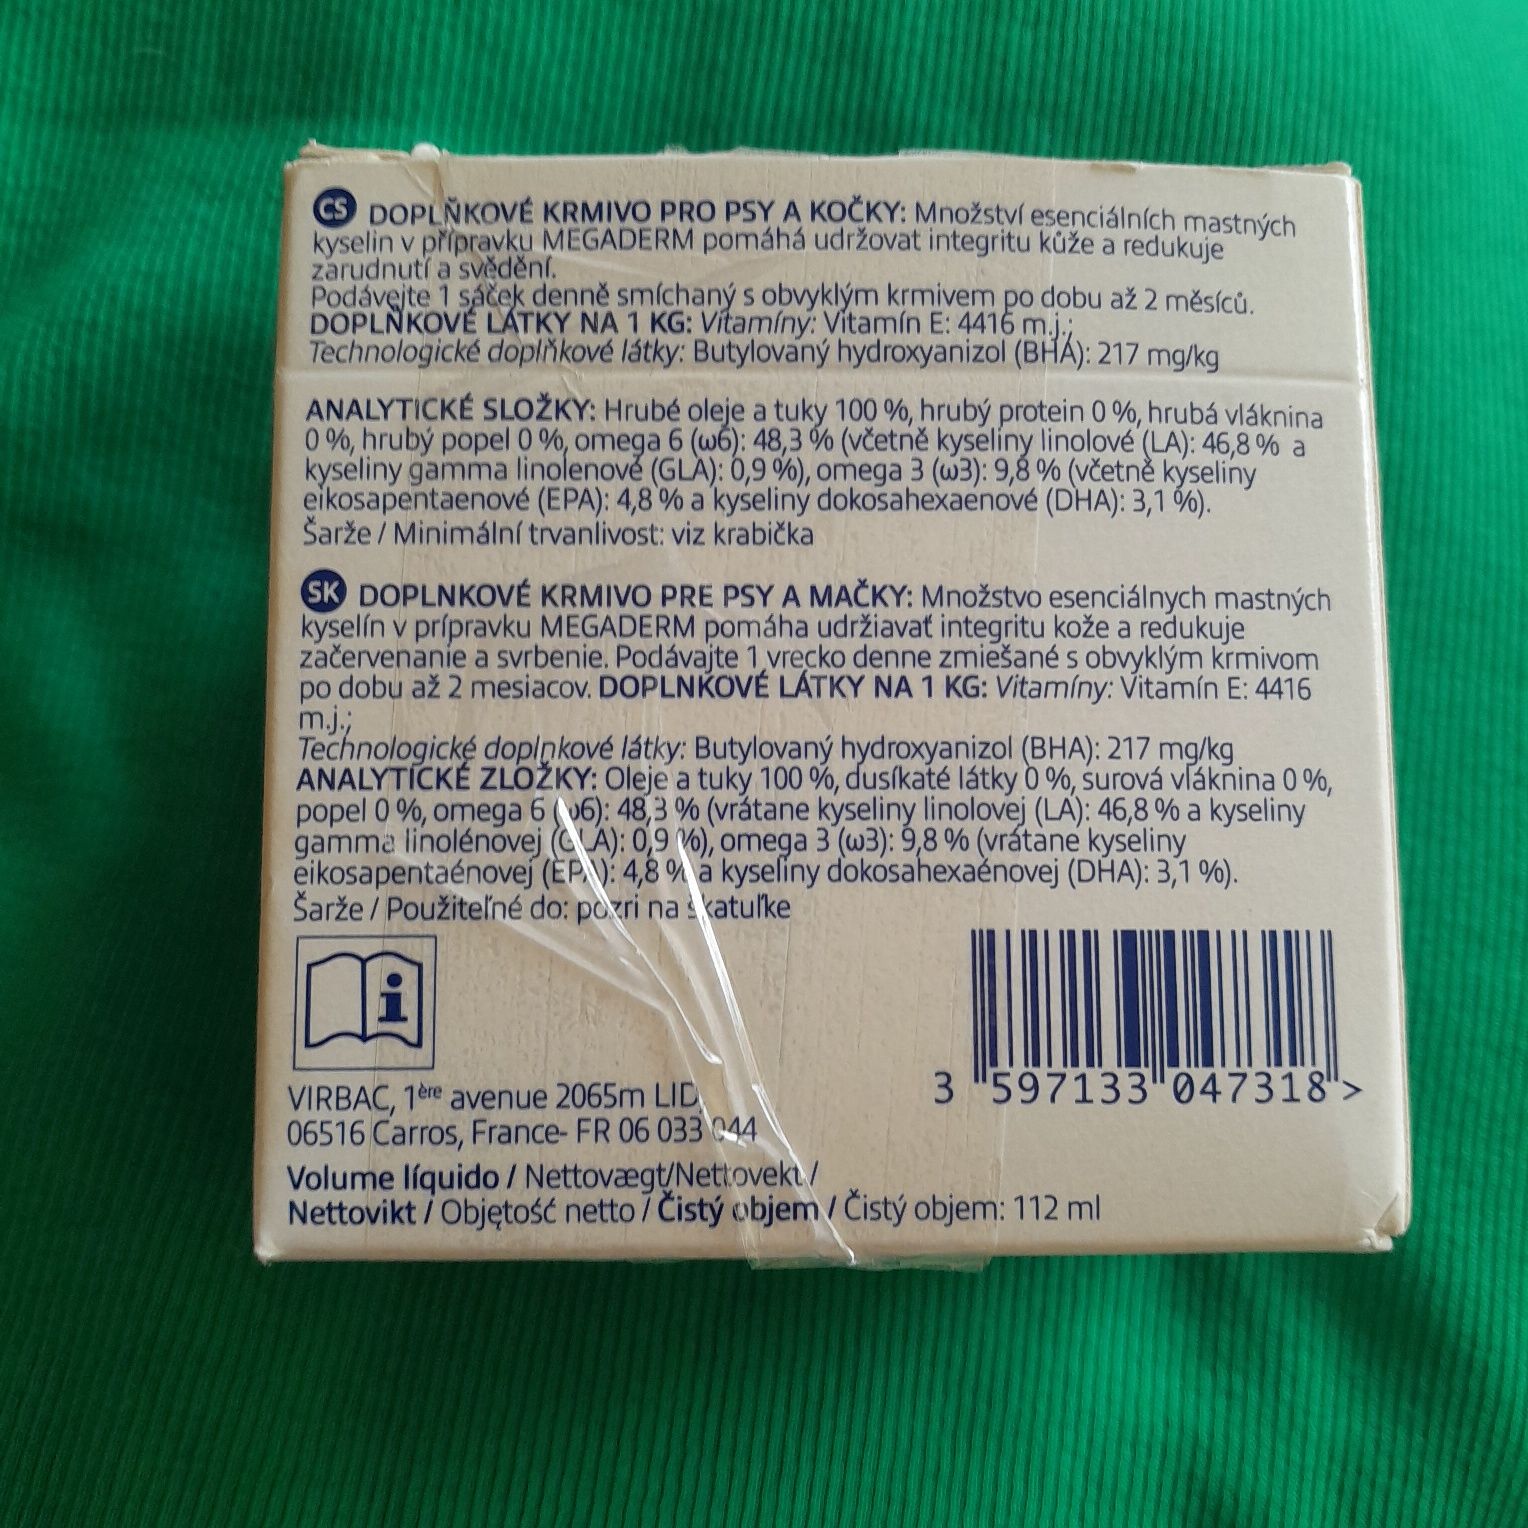 CS DOPLŇKOVÉ KRMIVO PRO PSY A KOČKY: Množství esenciálních mastných
kyselin v přípravku MEGADERM pomáhá udržovat integritu kůže a redukuje
zarudnutí a svědění.
Podávejte 1 sáček denně smíchaný s obvyklým krmivem po dobu až 2 měsíců.
DOPLŇKOVÉ LÁTKY NA 1 KG: Vitamíny: Vitamín E: 4416 m.j.;
Technologické doplňkové látky: Butylovaný hydroxyanizol (BHA): 217 mg/kg
ANALYTICKÉ SLOŽKY: Hrubé oleje a tuky 100 %, hrubý protein 0 %, hrubá vláknina
0 %, hrubý popel 0 %, omega 6 (ω6): 48,3 % (včetně kyseliny linolové (LA): 46,8 % a
kyseliny gamma linolenové (GLA): 0,9 %), omega 3 (ω3): 9,8 % (včetně kyseliny
eikosapentaenové (EPA): 4,8 % a kyseliny dokosahexaenové (DHA): 3,1 %).
Šarže / Minimální trvanlivost: viz krabička
SK DOPLNKOVÉ KRMIVO PRE PSY A MAČKY: Množstvo esenciálnych mastných
kyselín v prípravku MEGADERM pomáha udržiavať integritu kože a redukuje
začervenanie a svrbenie. Podávajte 1 vrecko denne zmiešané s obvyklým krmivom
po dobu až 2 mesiacov. DOPLNKOVÉ LÁTKY NA 1 KG: Vitamíny: Vitamín E: 4416
m.j.;
Technologické doplnkové látky: Butylovaný hydroxyanizol (BHA): 217 mg/kg
ANALYTICKÉ ZLOŽKY: Oleje a tuky 100 %, dusíkaté látky 0 %, surová vláknina 0 %,
popel 0 %, omega 6 (ω6): 48,3 % (vrátane kyseliny linolovej (LA): 46,8 % a kyseliny
gamma linolénovej (GLA): 0,9 %), omega 3 (ω3): 9,8 % (vrátane kyseliny
eikosapentaénovej (EPA): 4,8 % a kyseliny dokosahexaénovej (DHA): 3,1 %).
Šarže / Použiteľné do: pozri na škatuľke
VIRBAC, 1ère avenue 2065m LID,
06516 Carros, France- FR 06 033 044
Volume líquido / Nettovægt/Nettovekt /
Nettovikt / Objętość netto / Čistý objem / Čistý objem: 112 ml
3 597133 047318 >